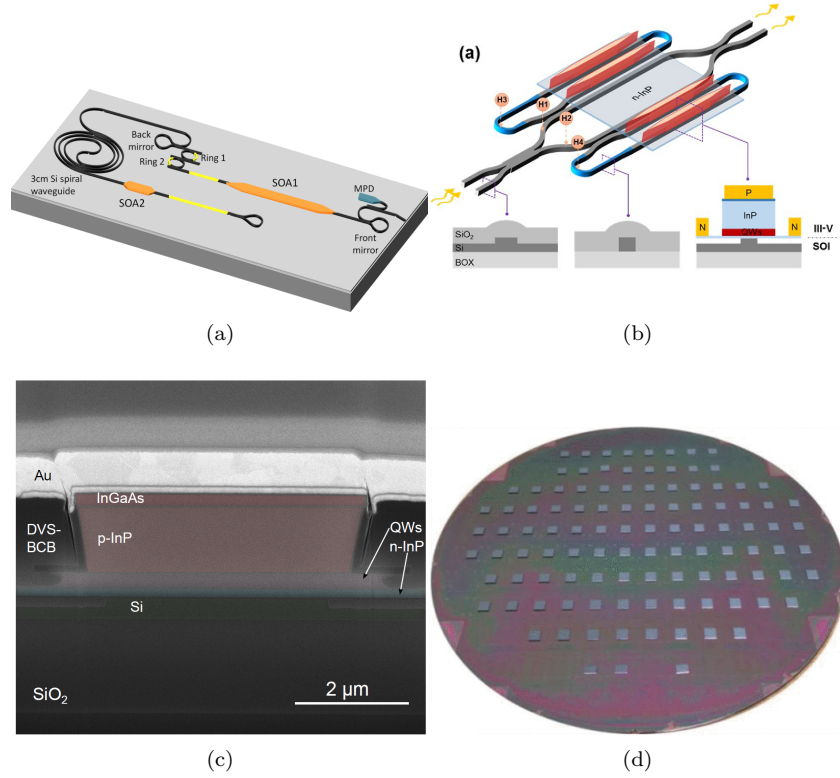 Back
mirror
Ring 1
Ring 2
3cm Si spiral
waveguide
SOA1
SOA2
MPD
Front
mirror
(a)
(a)
n-InP
H3
H1
H2
H4
P
InP
N
QWs
N
SiO2
Si
BOX
III-V
SOI
(b)
Au
InGaAs
DVS-
BCB
p-InP
QWs
n-InP
Si
SiO2
2 μm
(c)
(d)